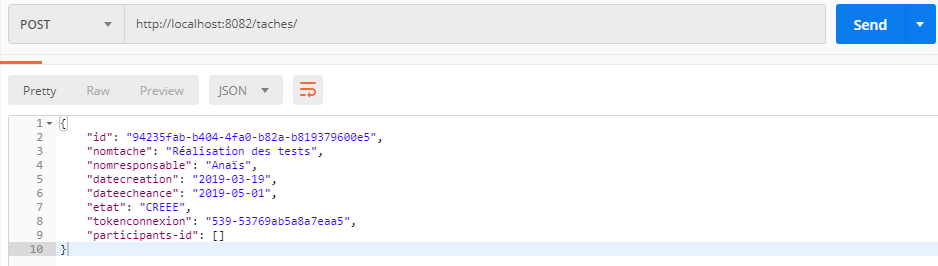 POST http://localhost:8082/taches/ Send
Pretty Raw Preview JSON
1 {
2 "id": "94235fab-b404-4fa0-b82a-b819379600e5",
3 "nomtache": "Réalisation des tests",
4 "nomresponsable": "Anaïs",
5 "datecreation": "2019-03-19",
6 "dateecheance": "2019-05-01",
7 "etat": "CREEE",
8 "tokenconnexion": "539-53769ab5a8a7eaa5",
9 "participants-id": []
10 }